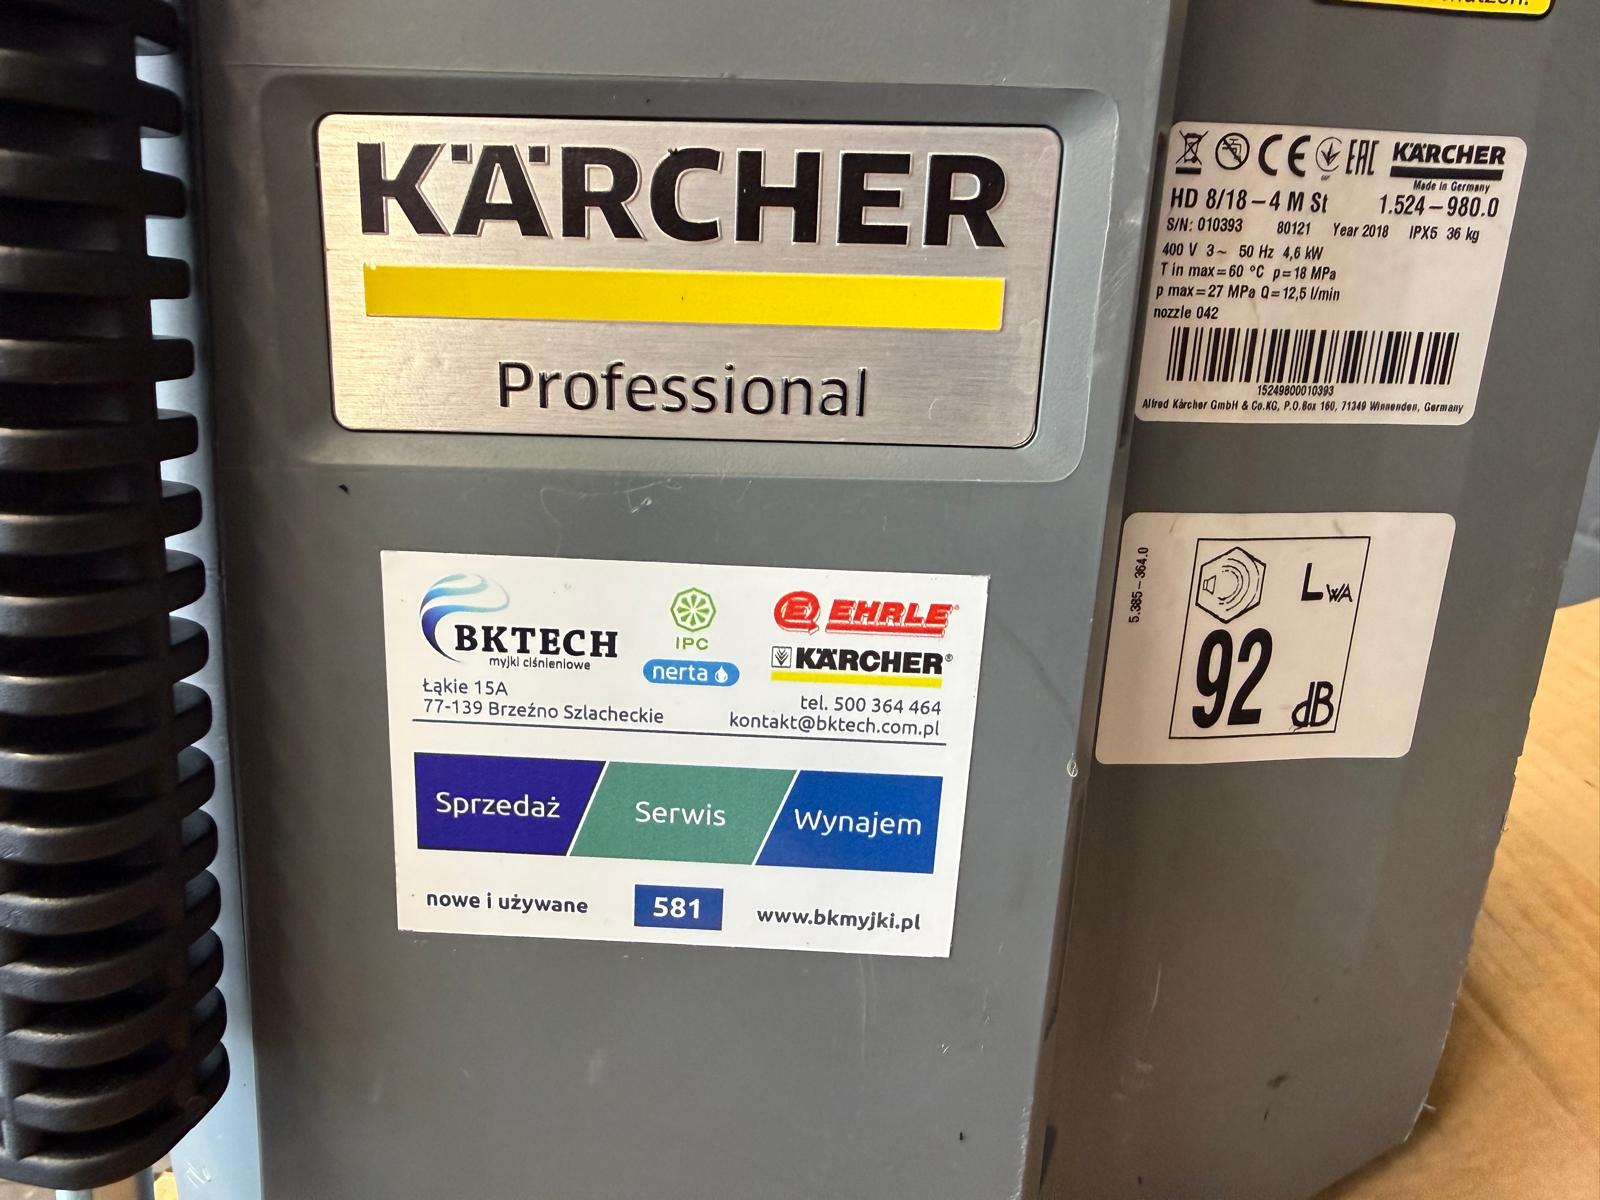 KÄRCHER
Professional
BKTECH
myjki ciśnieniowe
Łąkie 15A
77-139 Brzeźno Szlacheckie
IPC
nerta
EHRLE®
KÄRCHER®
tel. 500 364 464
kontakt@bktech.com.pl
Sprzedaż
Serwis
Wynajem
nowe i używane
581
www.bkmyjki.pl
CE
EAC
KÄRCHER
Made in Germany
HD 8/18 – 4 M St 1.524 – 980.0
S/N: 010393 80121 Year 2018 IPX5 36 kg
400 V 3~ 50 Hz 4,6 kW
T in max=60 °C p=18 MPa
p max=27 MPa Q=12,5 l/min
nozzle 042
15249800010393
Alfred Kärcher GmbH & Co.KG, P.O.Box 160, 71349 Winnenden, Germany
5.385–364.0
LWA
92
dB